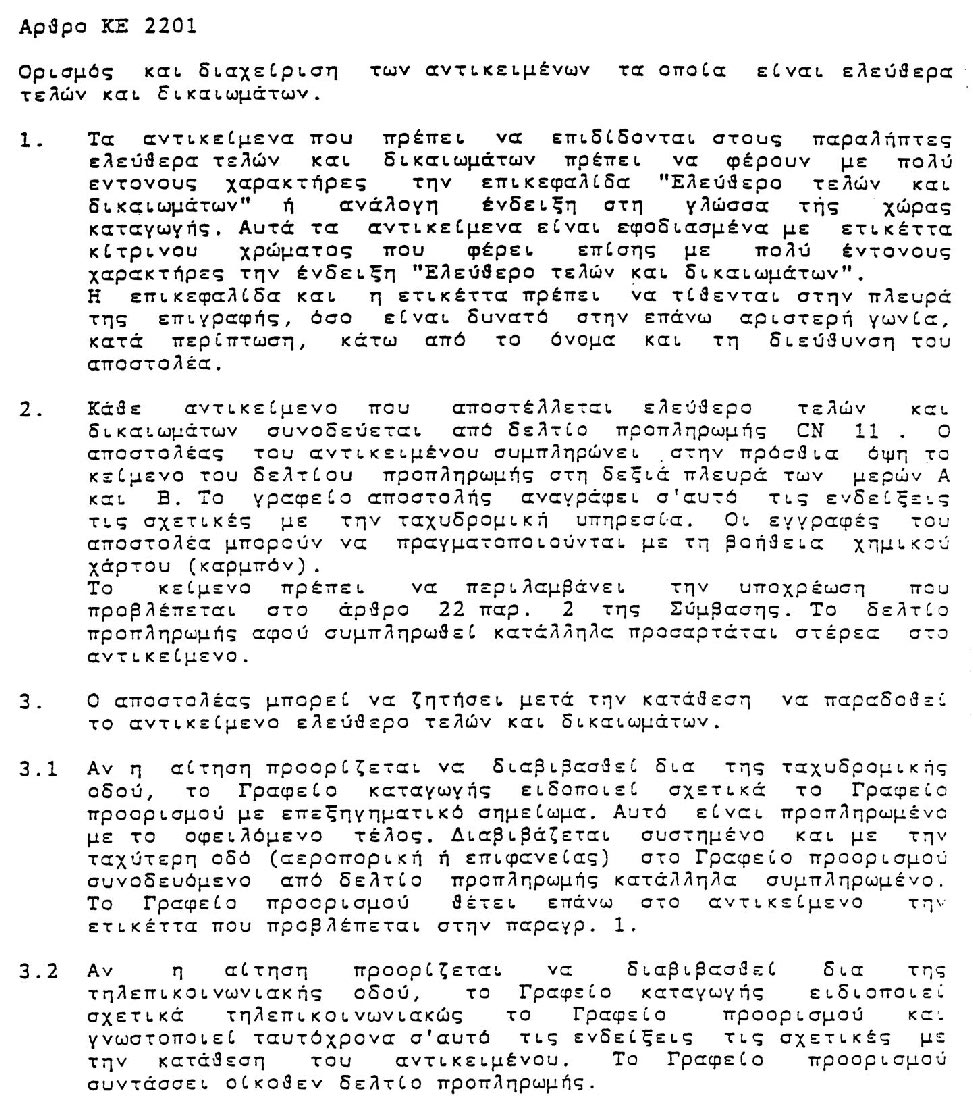 Αρθρο ΚΕ 2201
Ορισμός και διαχείριση των αντικειμένων τα οποία είναι ελεύθερα
τελών και δικαιωμάτων.
1. Τα αντικείμενα που πρέπει να επιδίδονται στους παραλήπτες
ελεύθερα τελών και δικαιωμάτων πρέπει να φέρουν με πολύ
εντονους χαρακτήρες την επικεφαλίδα "Ελεύθερο τελών και
δικαιωμάτων" ή ανάλογη ένδειξη στη γλώσσα τής χώρας
καταγωγής. Αυτά τα αντικείμενα είναι εφοδιασμένα με ετικέττα
κίτρινου χρώματος που φέρει επίσης με πολύ έντονους
χαρακτήρες την ένδειξη "Ελεύθερο τελών και δικαιωμάτων".
Η επικεφαλίδα και η ετικέττα πρέπει να τίθενται στην πλευρά
της επιγραφής, όσο είναι δυνατό στην επάνω αριστερή γωνία,
κατά περίπτωση, κάτω από το όνομα και τη διεύθυνση του
αποστολέα.
2. Κάθε αντικείμενο που αποστέλλεται ελεύθερο τελών και
δικαιωμάτων συνοδεύεται από δελτίο προπληρωμής CN 11 . Ο
αποστολέας του αντικειμένου συμπληρώνει στην πρόσθια όψη το
κείμενο του δελτίου προπληρωμής στη δεξιά πλευρά των μερών Α
και Β. Το γραφείο αποστολής αναγράφει σ'αυτό τις ενδείξεις
τις σχετικές με την ταχυδρομική υπηρεσία. Οι εγγραφές του
αποστολέα μπορούν να πραγματοποιούνται με τη βοήθεια χημικού
χάρτου (καρμπόν).
Το κείμενο πρέπει να περιλαμβάνει την υποχρέωση που
προβλέπεται στο άρθρο 22 παρ. 2 της Σύμβασης. Το δελτίο
προπληρωμής αφού συμπληρωθεί κατάλληλα προσαρτάται στέρεα στο
αντικείμενο.
3. Ο αποστολέας μπορεί να ζητήσει μετά την κατάθεση να παραδοθεί
το αντικείμενο ελεύθερο τελών και δικαιωμάτων.
3.1 Αν η αίτηση προορίζεται να διαβιβασθεί δια της ταχυδρομικής
οδού, το Γραφείο καταγωγής ειδοποιεί σχετικά το Γραφείο
προορισμού με επεξηγηματικό σημείωμα. Αυτό είναι προπληρωμένο
με το οφειλόμενο τέλος. Διαβιβάζεται συστημένο και με την
ταχύτερη οδό (αεροπορική ή επιφανείας) στο Γραφείο προορισμού
συνοδευόμενο από δελτίο προπληρωμής κατάλληλα συμπληρωμένο.
Το Γραφείο προορισμού θέτει επάνω στο αντικείμενο την
ετικέττα που προβλέπεται στην παραγρ. 1.
3.2 Αν η αίτηση προορίζεται να διαβιβασθεί δια της
τηλεπικοινωνιακής οδού, το Γραφείο καταγωγής ειδιοποιεί
σχετικά τηλεπικοινωνιακώς το Γραφείο προορισμού και
γνωστοποιεί ταυτόχρονα σ'αυτό τις ενδείξεις τις σχετικές με
την κατάθεση του αντικειμένου. Το Γραφείο προορισμού
συντάσσει οίκοθεν δελτίο προπληρωμής.